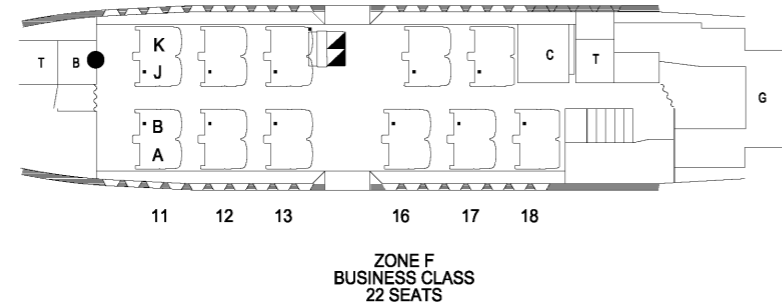 K
T B J C T
G
B
A
11 12 13 16 17 18
ZONE F
BUSINESS CLASS
22 SEATS